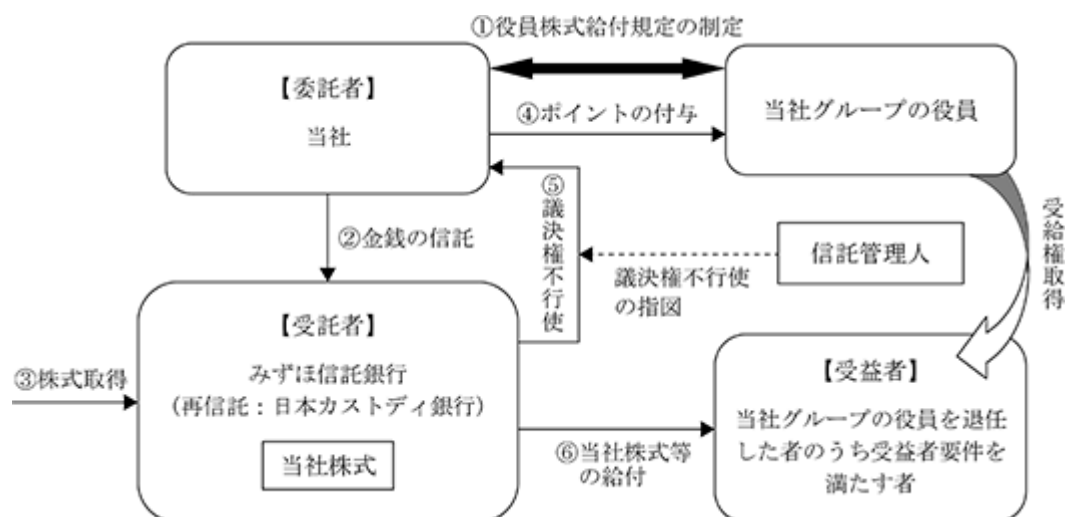 ①役員株式給付規定の制定
【委託者】
当社
④ポイントの付与
当社グループの役員
②金銭の信託
⑤議決権不行使
議決権不行使
の指図
信託管理人
受給権取得
③株式取得
【受託者】
みずほ信託銀行
(再信託：日本カストディ銀行)
当社株式
⑥当社株式等
の給付
【受益者】
当社グループの役員を退任
した者のうち受益者要件を
満たす者